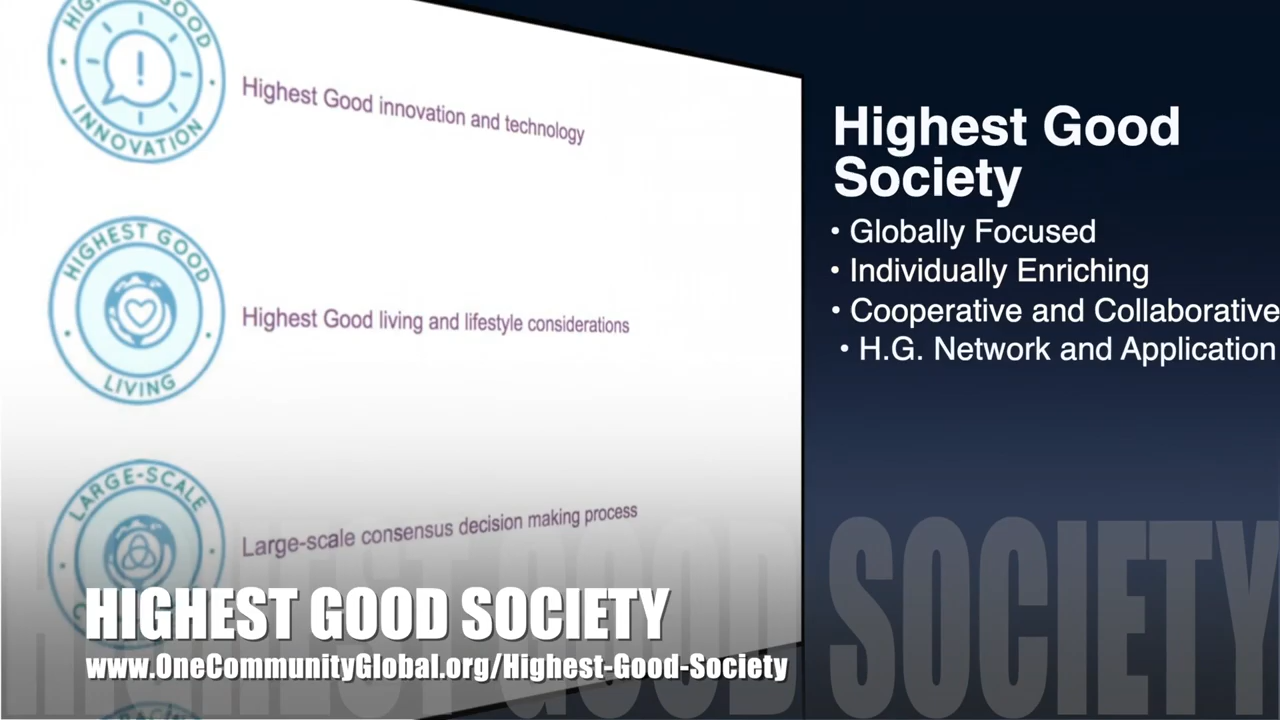 HIGHEST GOOD
INNOVATION
Highest Good innovation and technology
HIGHEST GOOD
LIVING
Highest Good living and lifestyle considerations
LARGE-SCALE
Large-scale consensus decision making process
Highest Good
Society
• Globally Focused
• Individually Enriching
• Cooperative and Collaborative
• H.G. Network and Application
HIGHEST GOOD SOCIETY
HIGHEST GOOD SOCIETY
www.OneCommunityGlobal.org/Highest-Good-Society